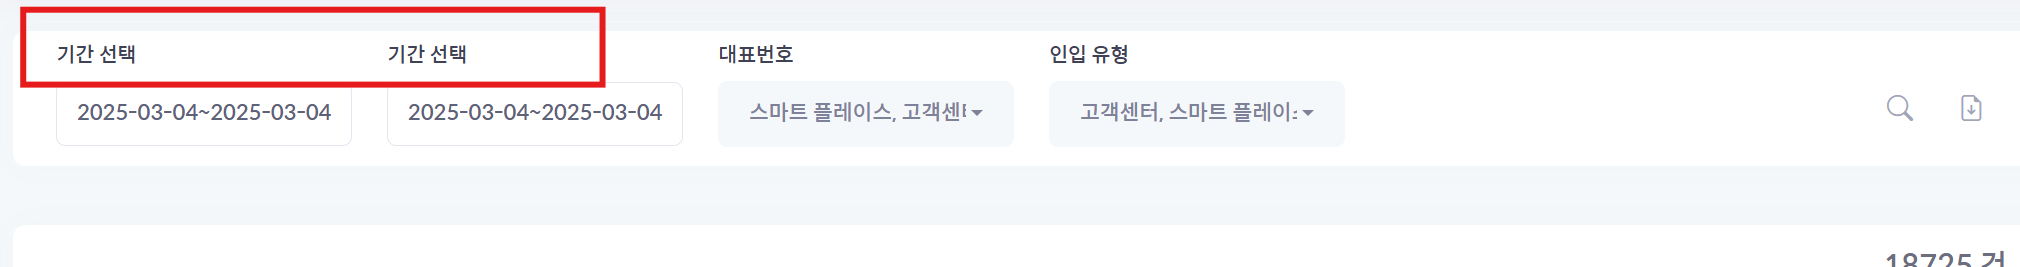 기간 선택 기간 선택 대표번호 인입 유형
2025-03-04~2025-03-04 2025-03-04~2025-03-04 스마트 플레이스, 고객센 고객센터, 스마트 플레이
18725 건